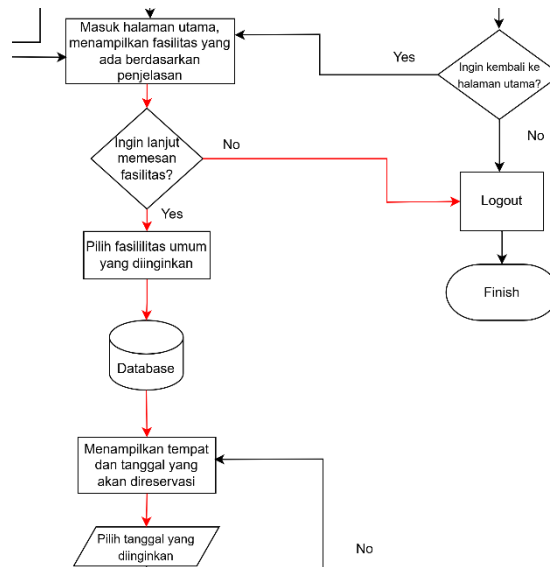 Masuk halaman utama,
menampilkan fasilitas yang
ada berdasarkan
penjelasan
Yes
Ingin kembali ke
halaman utama?
Ingin lanjut
memesan
fasilitas?
No
No
Yes
Logout
Pilih fasililitas umum
yang diinginkan
Finish
Database
Menampilkan tempat
dan tanggal yang
akan direservasi
Pilih tanggal yang
diinginkan
No